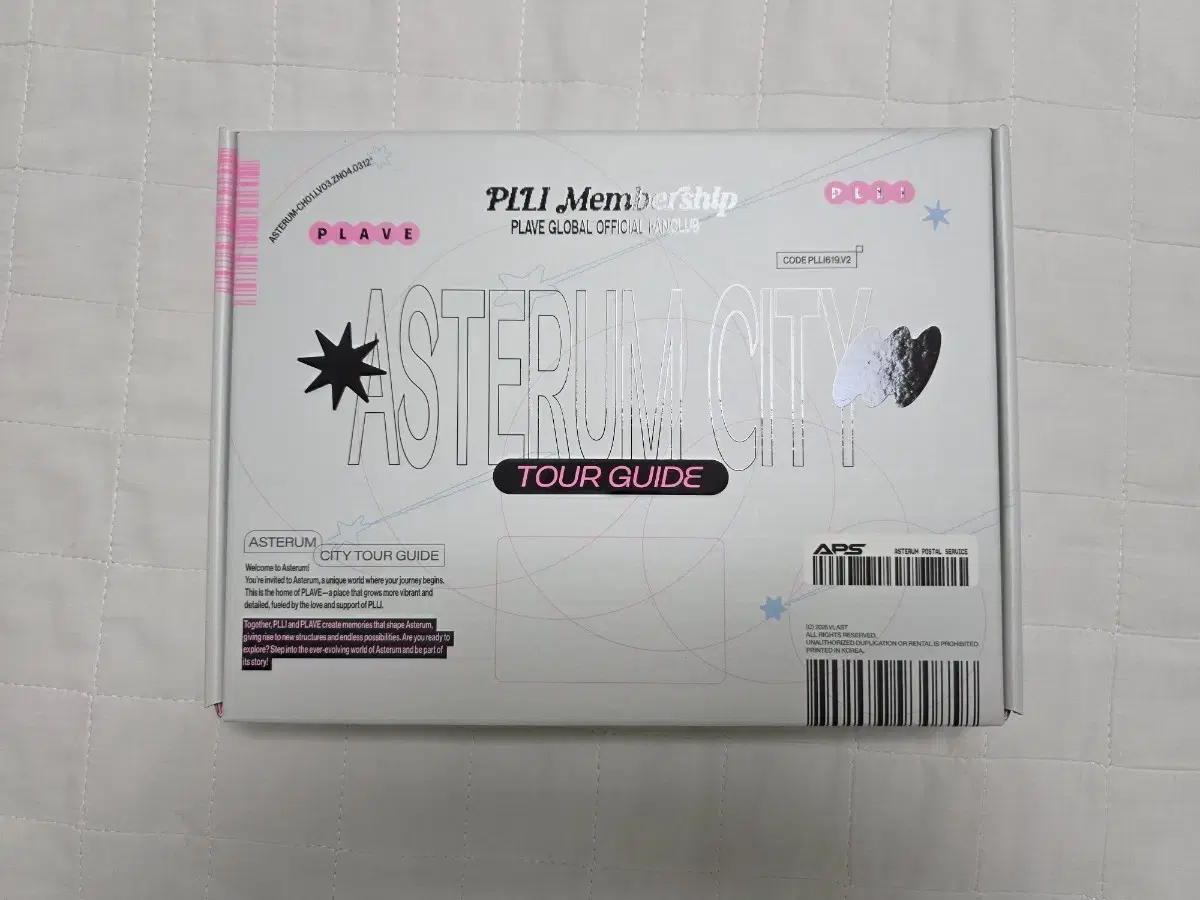 ASTERUM-CH01.LV03.ZN04.0312
PLAVE
PLLI Membership
PLAVE GLOBAL OFFICIAL FANCLUB
PLLI
CODE PLLI619.V2
ASTERUM CITY
TOUR GUIDE
ASTERUM
CITY TOUR GUIDE
Welcome to Asterum!
You're invited to Asterum, a unique world where your journey begins.
This is the home of PLAVE—a place that grows more vibrant and
detailed, fueled by the love and support of PLLI.
Together, PLLI and PLAVE create memories that shape Asterum,
giving rise to new structures and endless possibilities. Are you ready to
explore? Step into the ever-evolving world of Asterum and be part of
its story!
APS
ASTERUM POSTAL SERVICE
(C) 2025 VLAST
ALL RIGHTS RESERVED.
UNAUTHORIZED DUPLICATION OR RENTAL IS PROHIBITED.
PRINTED IN KOREA.